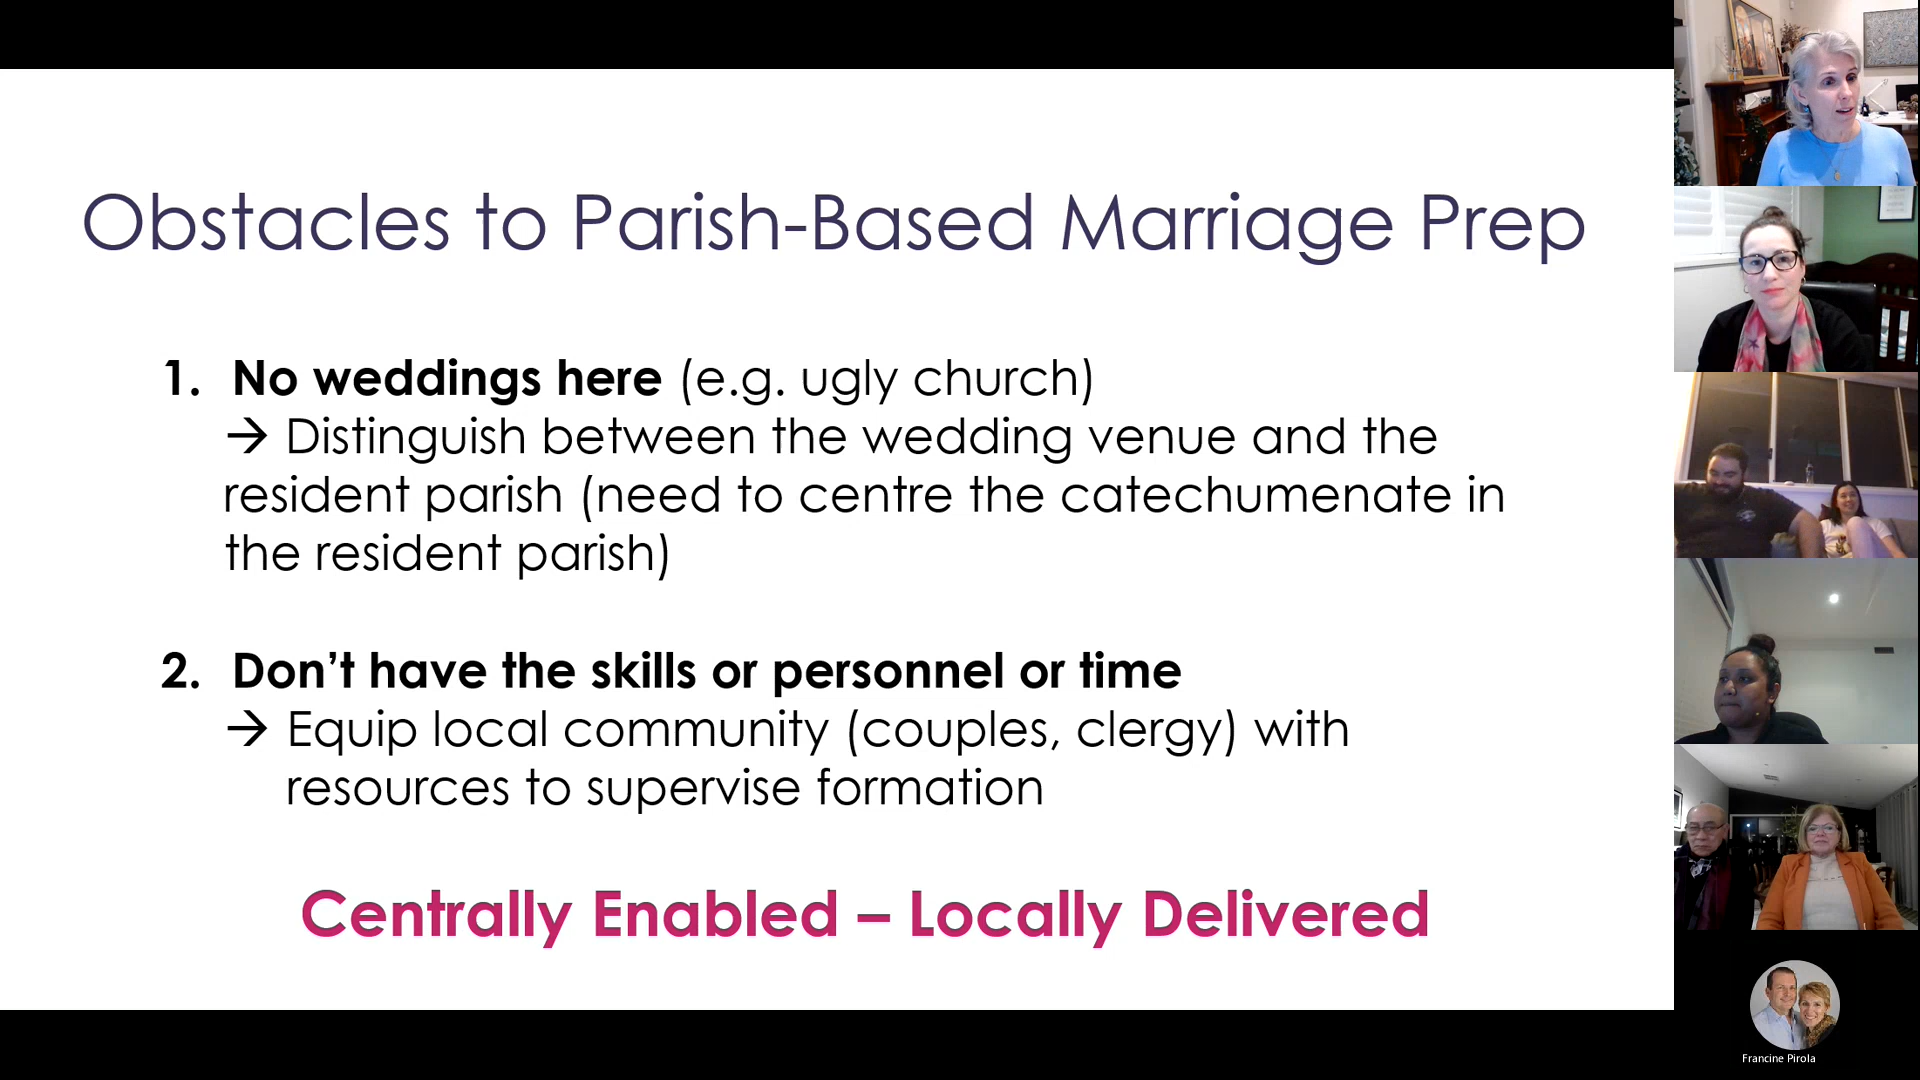 Obstacles to Parish-Based Marriage Prep
1. No weddings here (e.g. ugly church)
→ Distinguish between the wedding venue and the
resident parish (need to centre the catechumenate in
the resident parish)
2. Don’t have the skills or personnel or time
→ Equip local community (couples, clergy) with
resources to supervise formation
Centrally Enabled – Locally Delivered
Francine Pirola